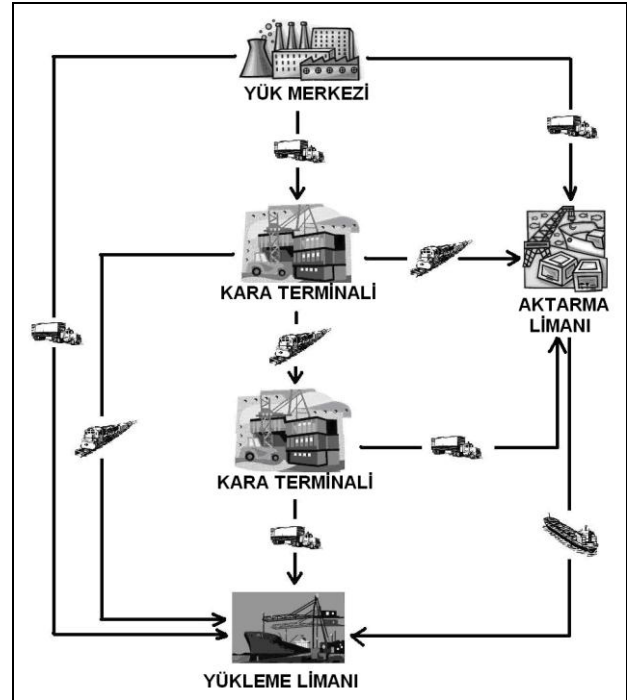 YÜK MERKEZİ
KARA TERMİNALİ
AKTARMA
LİMANI
KARA TERMİNALİ
YÜKLEME LİMANI